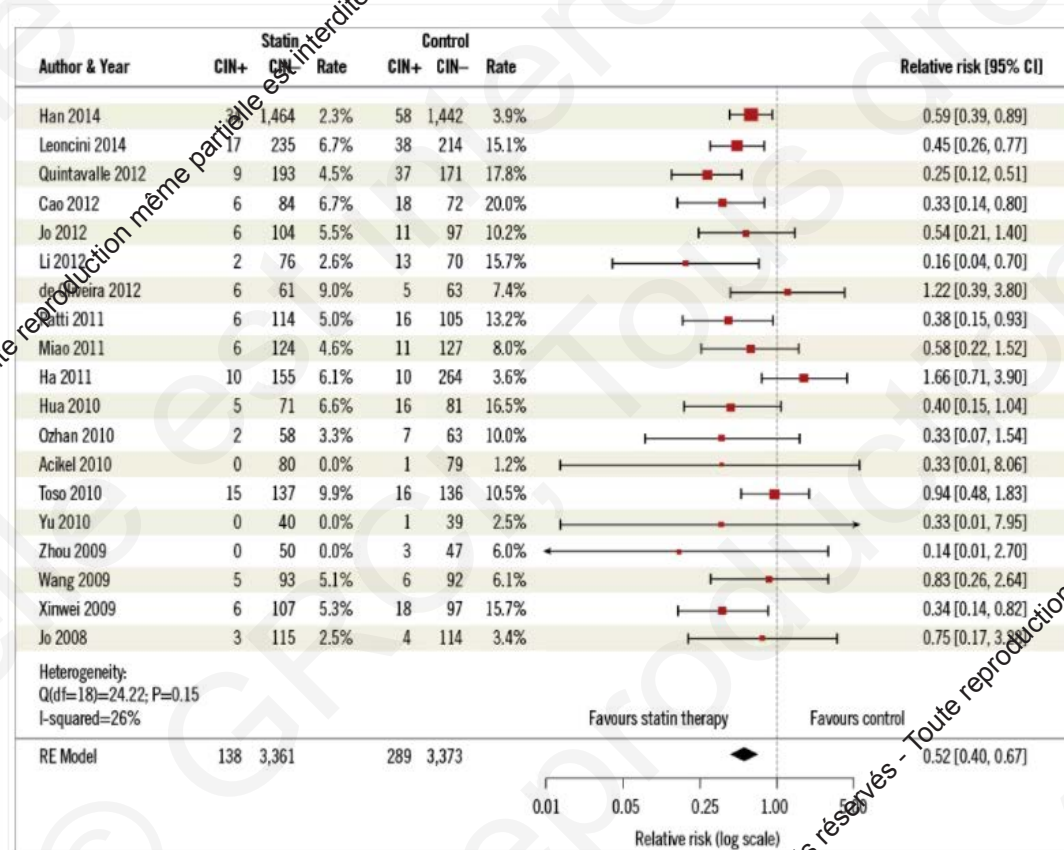 Statin Control
Author & Year CIN+ CIN– Rate CIN+ CIN– Rate Relative risk [95% CI]
Han 2014 1,464 2.3% 58 1,442 3.9% 0.59 [0.39, 0.89]
Leoncini 2014 17 235 6.7% 38 214 15.1% 0.45 [0.26, 0.77]
Quintavalle 2012 9 193 4.5% 37 171 17.8% 0.25 [0.12, 0.51]
Cao 2012 6 84 6.7% 18 72 20.0% 0.33 [0.14, 0.80]
Jo 2012 6 104 5.5% 11 97 10.2% 0.54 [0.21, 1.40]
Li 2012 2 76 2.6% 13 70 15.7% 0.16 [0.04, 0.70]
de Oliveira 2012 6 61 9.0% 5 63 7.4% 1.22 [0.39, 3.80]
Patti 2011 6 114 5.0% 16 105 13.2% 0.38 [0.15, 0.93]
Miao 2011 6 124 4.6% 11 127 8.0% 0.58 [0.22, 1.52]
Ha 2011 10 155 6.1% 10 264 3.6% 1.66 [0.71, 3.90]
Hua 2010 5 71 6.6% 16 81 16.5% 0.40 [0.15, 1.04]
Ozhan 2010 2 58 3.3% 7 63 10.0% 0.33 [0.07, 1.54]
Acikel 2010 0 80 0.0% 1 79 1.2% 0.33 [0.01, 8.06]
Toso 2010 15 137 9.9% 16 136 10.5% 0.94 [0.48, 1.83]
Yu 2010 0 40 0.0% 1 39 2.5% 0.33 [0.01, 7.95]
Zhou 2009 0 50 0.0% 3 47 6.0% 0.14 [0.01, 2.70]
Wang 2009 5 93 5.1% 6 92 6.1% 0.83 [0.26, 2.64]
Xinwei 2009 6 107 5.3% 18 97 15.7% 0.34 [0.14, 0.82]
Jo 2008 3 115 2.5% 4 114 3.4% 0.75 [0.17,
Heterogeneity:
Q(df=18)=24.22; P=0.15
I-squared=26%
Favours statin therapy Favours control
RE Model 138 3,361 289 3,373 0.52 [0.40, 0.67]
0.01 0.05 0.25 1.00
Relative risk (log scale)
reproduction même partielle est interdite
réservés - Toute reproduction